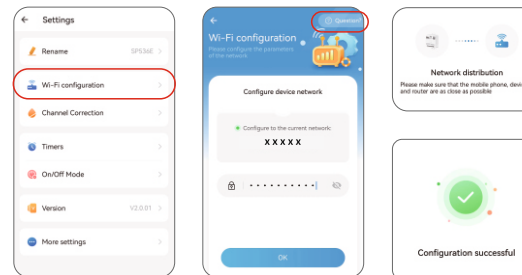 Settings
Rename SP536E
Wi-Fi configuration
Channel Correction
Timers
On/Off Mode
Version V2.0.01
More settings
Question?
Wi-Fi configuration
Please configure the parameters
of the network
Configure device network
Configure to the current network:
XXXXX
OK
Network distribution
Please make sure that the mobile phone, devi
and router are as close as possible
Configuration successful